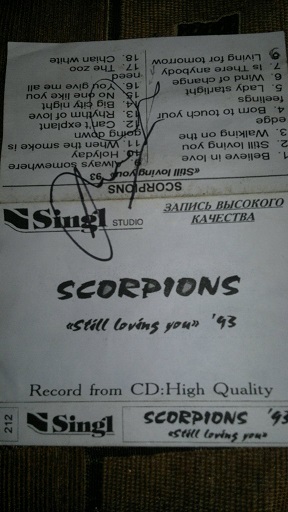 SCORPIONS
«Still loving you» 93
1. Believe in love
2. Still loving you
3. Walking on the
edge
4. Born to touch your
feelings
5. Lady starlight
6. Wind of change
7. Is There anybody
8. Living for tomorrow
9. Always somewhere
10. Holyday
11. When the smoke is
going down
12. Can't explant
13. Rhythm of love
14. Big city night
15. No one like you
16. You give me all
need
17. The zoo
18. Chian white
Singl STUDIO
ЗАПИСЬ ВЫСОКОГО
КАЧЕСТВА
SCORPIONS
«Still loving you» '93
Record from CD:High Quality
212
Singl
SCORPIONS '93
«Still loving you»